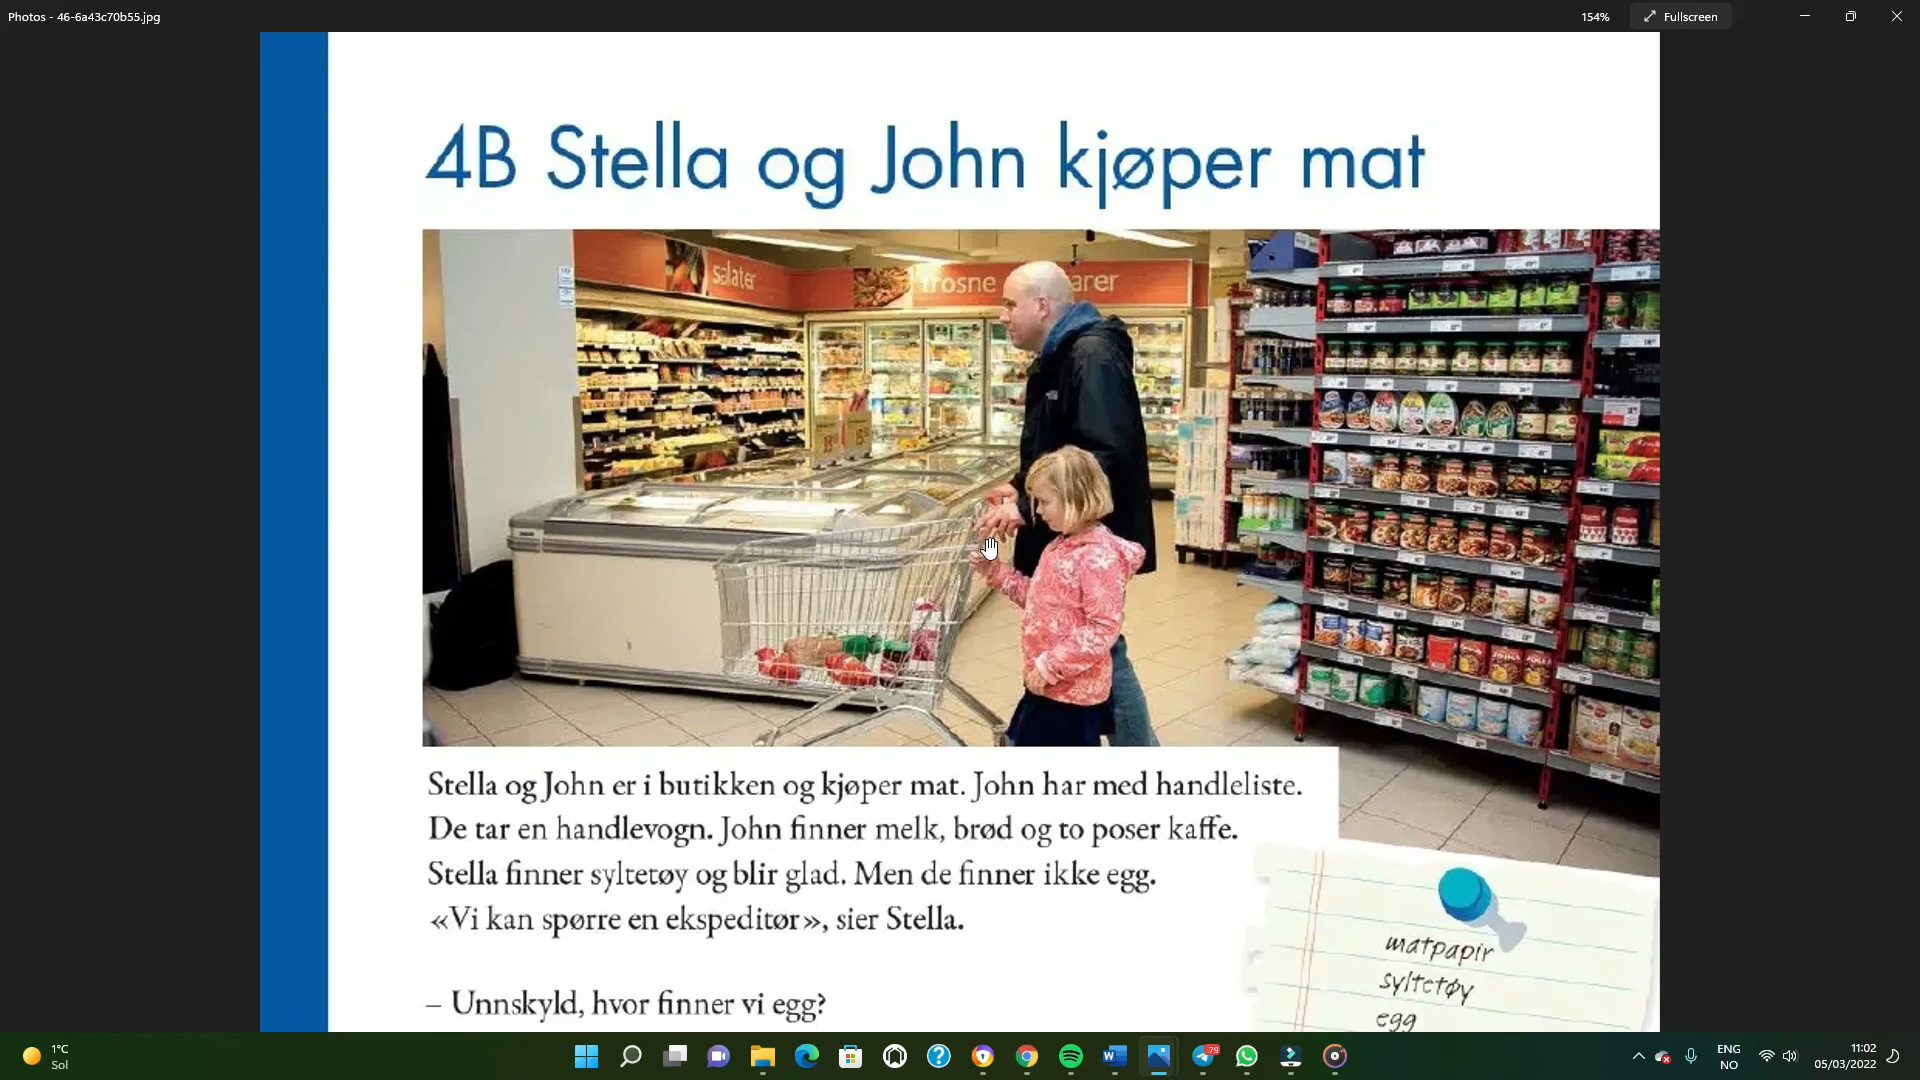 Photos - 46-6a43c70b55.jpg
154%
Fullscreen
4B Stella og John kjøper mat
salater
frosne
arer
Stella og John er i butikken og kjøper mat. John har med handleliste.
De tar en handlevogn. John finner melk, brød og to poser kaffe.
Stella finner syltetøy og blir glad. Men de finner ikke egg.
«Vi kan spørre en ekspeditør», sier Stella.
– Unnskyld, hvor finner vi egg?
matpapir
syltetøy
egg
1°C
Sol
79
ENG
NO
11:02
05/03/2022